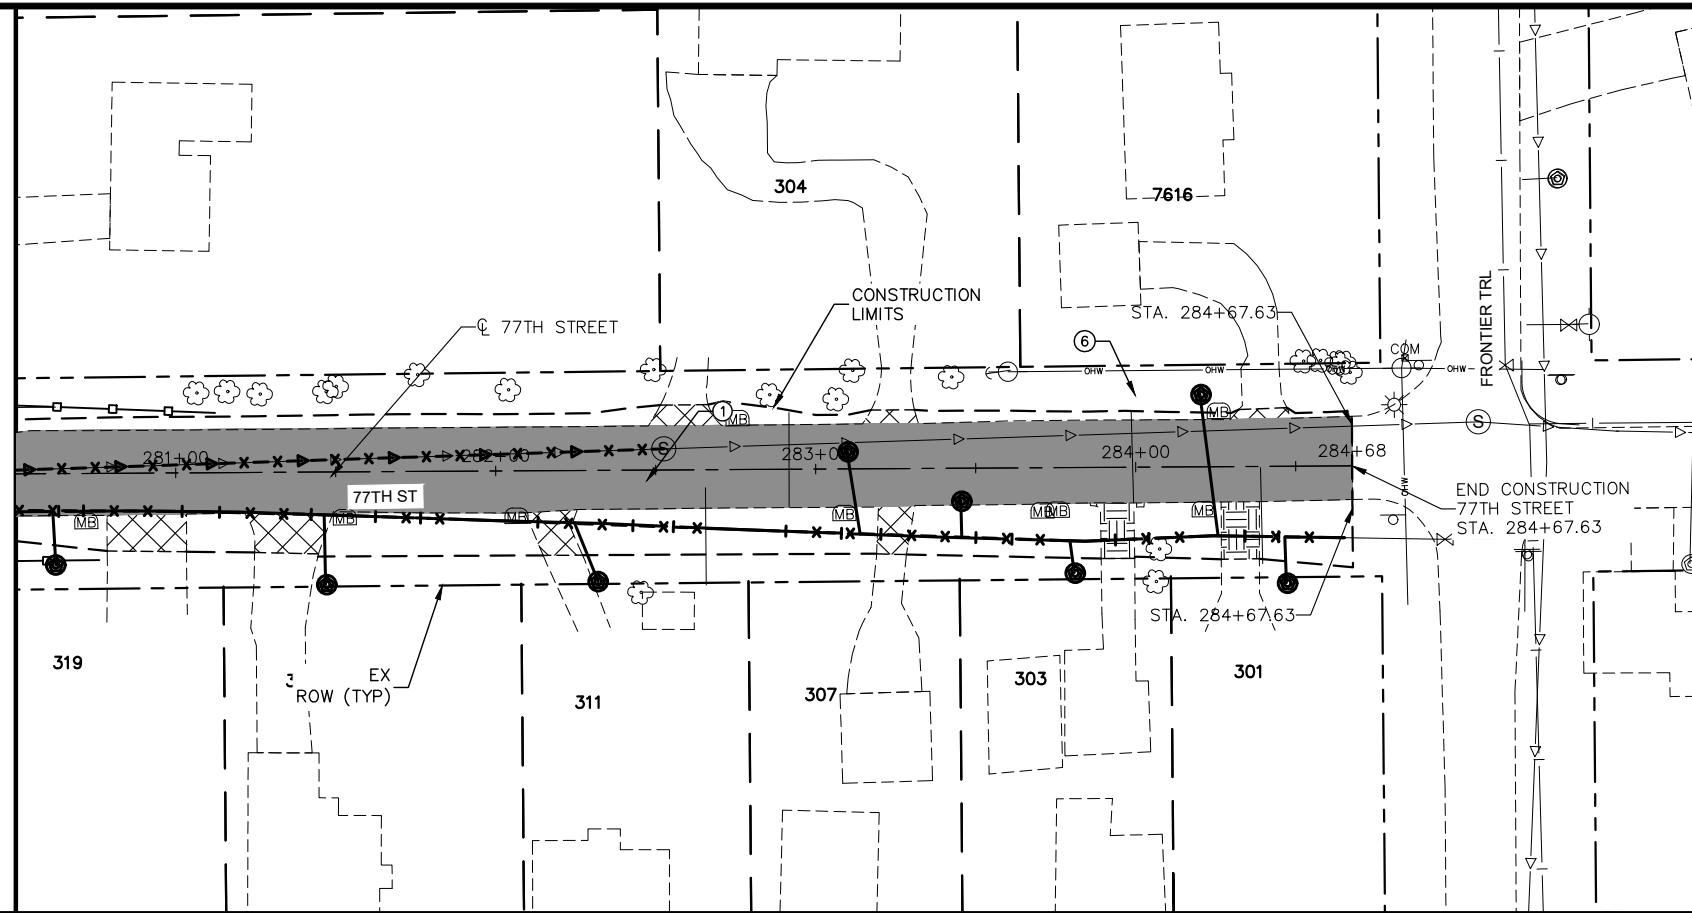 304
7616
CONSTRUCTION
LIMITS
℄ 77TH STREET
STA. 284+67.63
6
FRONTIER TRL
COM
OHW
OHW
OHW
1
MB
MB
S
S
281+00
282+00
283+0
284+00
284+68
77TH ST
MB
MB
MB
MB
MB
MB
MB
OHW
END CONSTRUCTION
77TH STREET
STA. 284+67.63
STA. 284+67.63
319
EX
ROW (TYP)
311
307
303
301